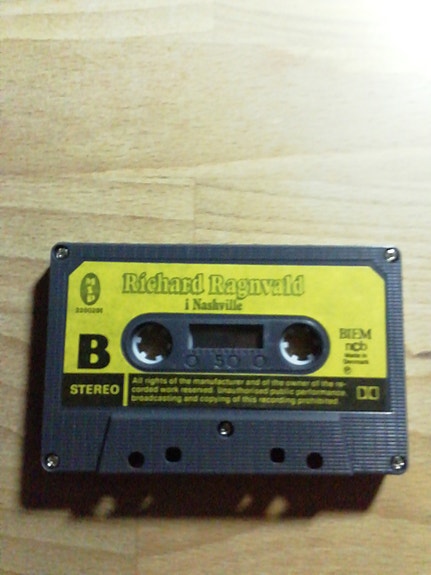 Richard Ragnvald
i Nashville
B
50
BIEM
ncb
Made in
Denmark
STEREO
All rights of the manufacturer and of the owner of the re-
corded work reserved. Unauthorised public performance,
broadcasting and copying of this recording prohibited